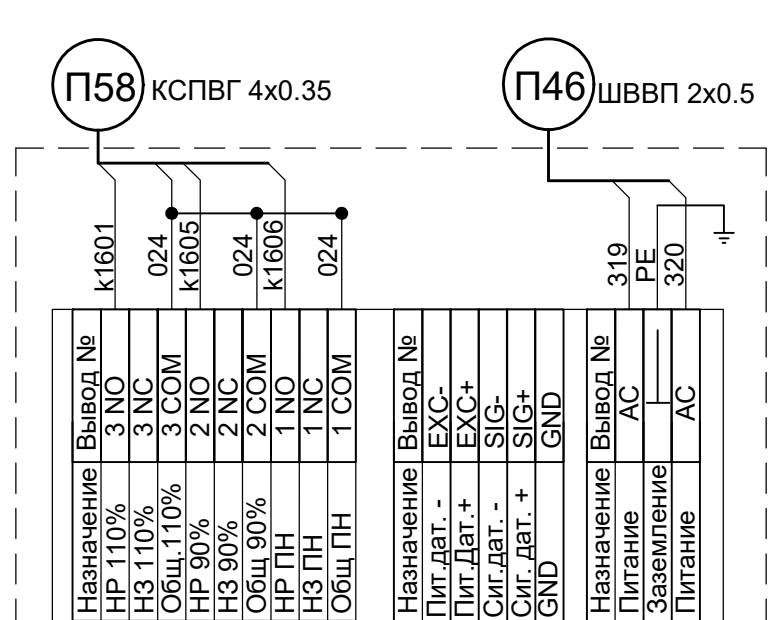 П58
КСПВГ 4х0.35
П46
ШВВП 2х0.5
k1601
024
k1605
024
k1606
024
319
PE
320
Вывод №
3 NO
3 NC
3 COM
2 NO
2 NC
2 COM
1 NO
1 NC
1 COM
Назначение
НР 110%
НЗ 110%
Общ.110%
НР 90%
НЗ 90%
Общ 90%
НР ПН
НЗ ПН
Общ ПН
Вывод №
EXC-
EXC+
SIG-
SIG+
GND
Назначение
Пит.дат. -
Пит.Дат.+
Сиг.дат. -
Сиг. дат. +
GND
Вывод №
AC
AC
Назначение
Питание
Заземление
Питание